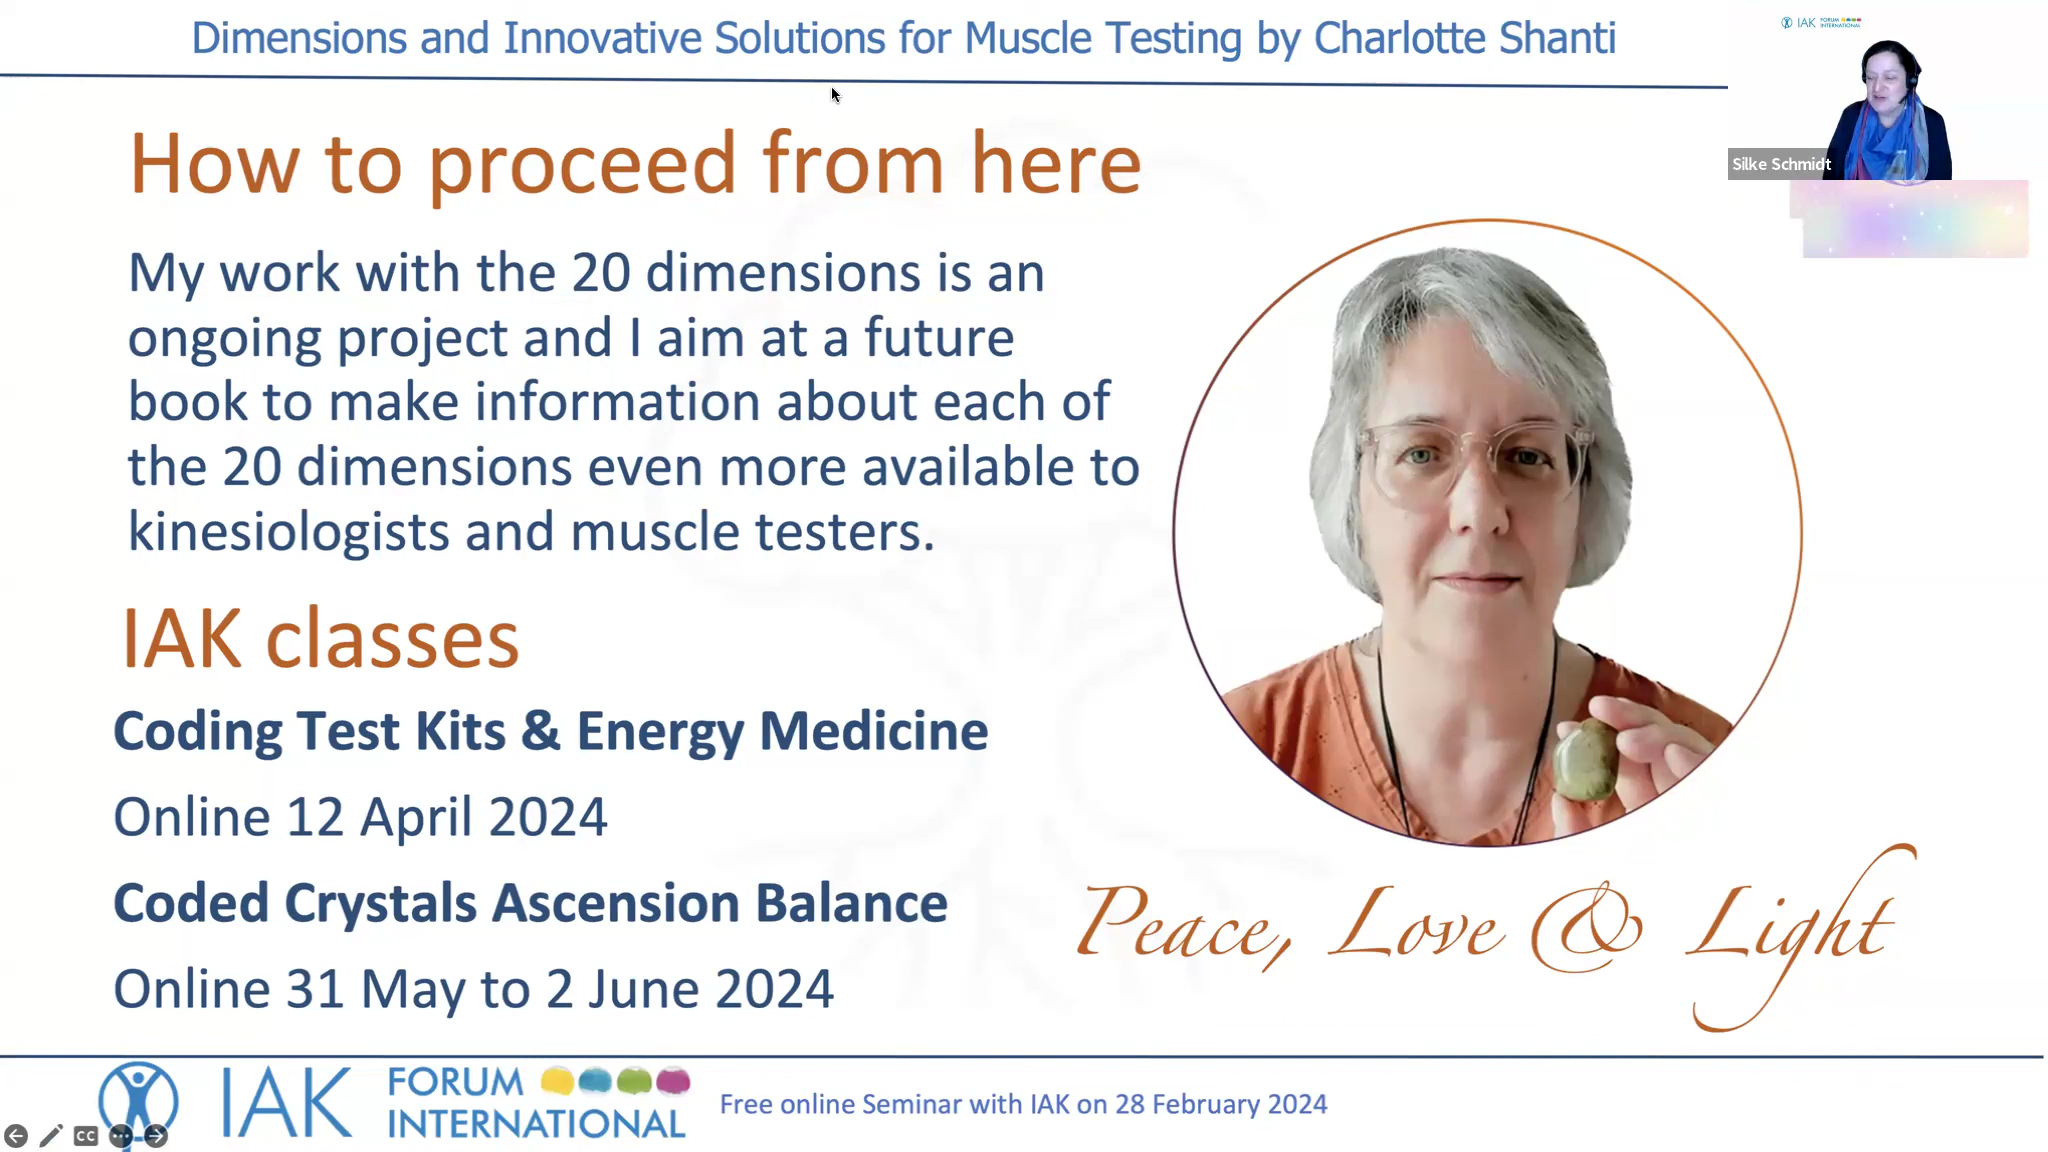 Dimensions and Innovative Solutions for Muscle Testing by Charlotte Shanti
IAK FORUM INTERNATIONAL
Silke Schmidt
How to proceed from here
My work with the 20 dimensions is an
ongoing project and I aim at a future
book to make information about each of
the 20 dimensions even more available to
kinesiologists and muscle testers.
IAK classes
Coding Test Kits & Energy Medicine
Online 12 April 2024
Coded Crystals Ascension Balance
Online 31 May to 2 June 2024
Peace, Love & Light
IAK FORUM
INTERNATIONAL
Free online Seminar with IAK on 28 February 2024
CC